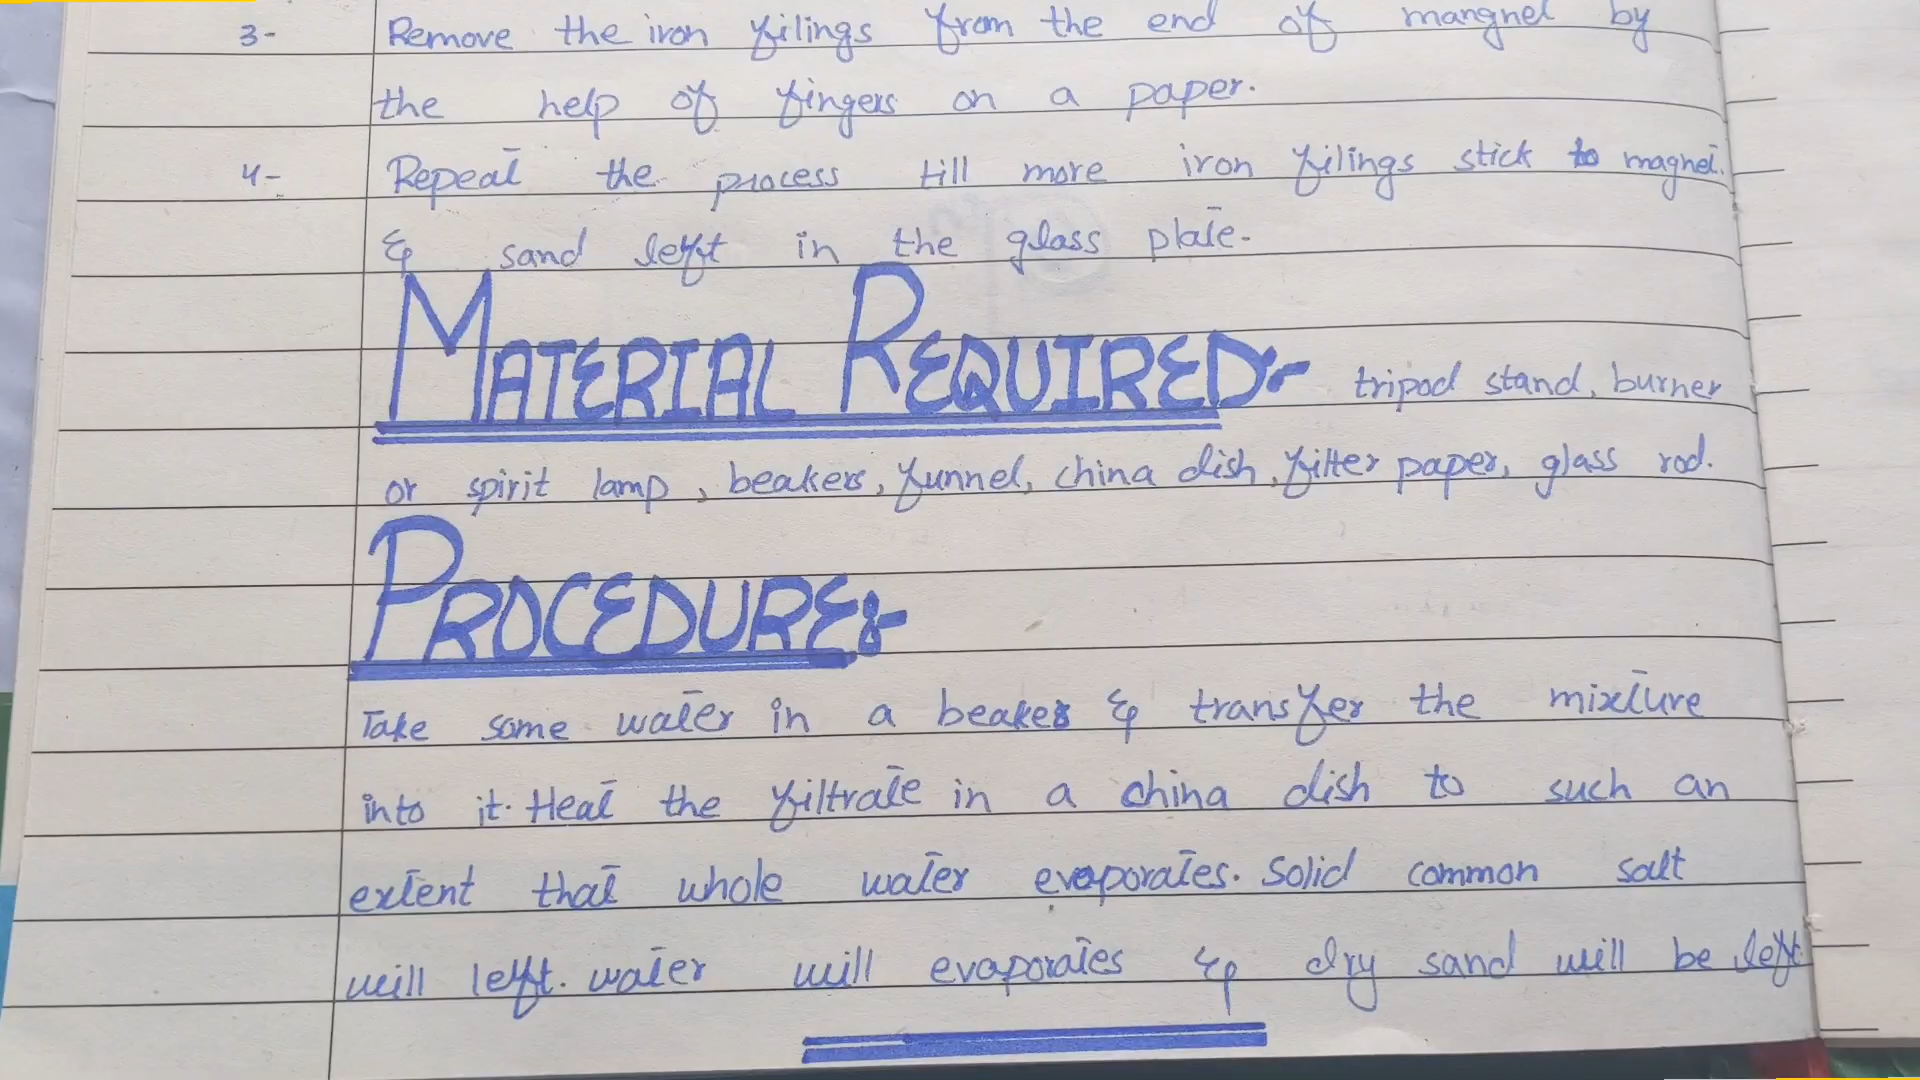 3- Remove the iron filings from the end of mangnet by
the help of fingers on a paper.
4- Repeat the process till more iron filings stick to magnet.
& sand left in the glass plate.
MATERIAL REQUIRED:- tripod stand, burner
or spirit lamp, beakers, funnel, china dish, filter paper, glass rod.
PROCEDURE:-
Take some water in a beaker & transfer the mixture
into it. Heat the filtrate in a china dish to such an
extent that whole water evaporates. Solid common salt
will left. water will evaporates & dry sand will be left